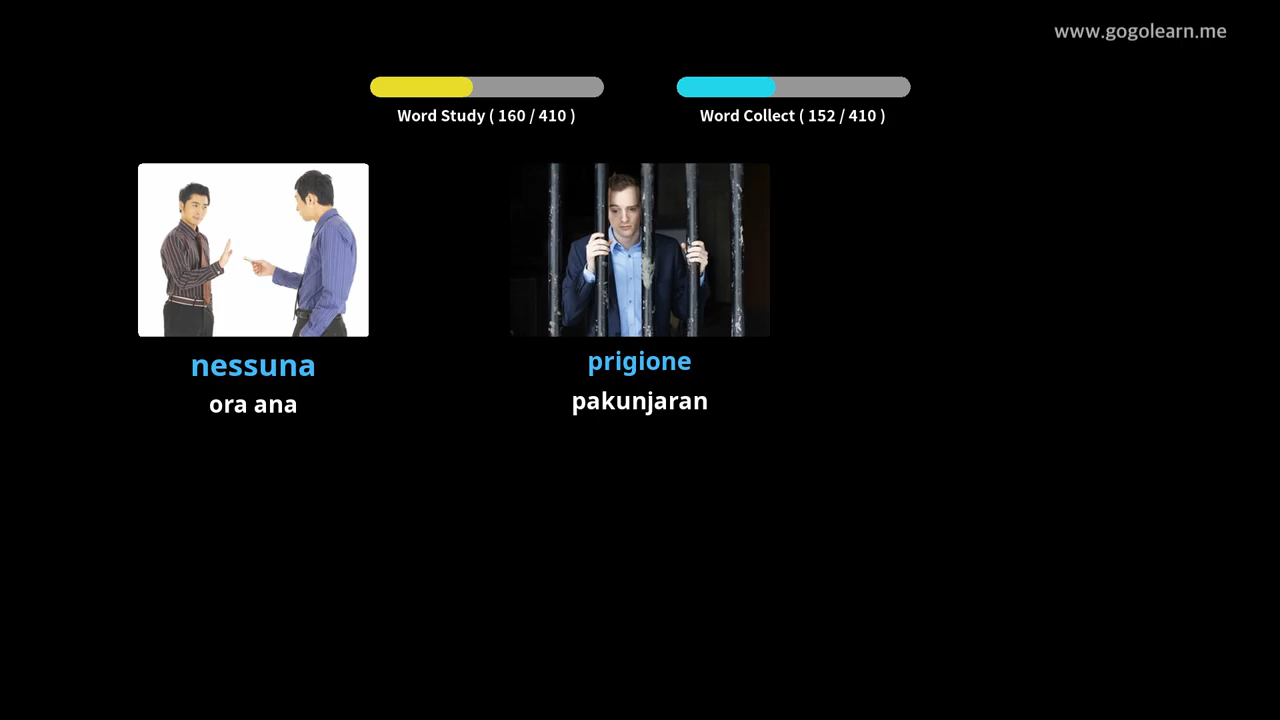 www.gogolearn.me
Word Study ( 160 / 410 )
Word Collect ( 152 / 410 )
nessuna
ora ana
prigione
pakunjaran